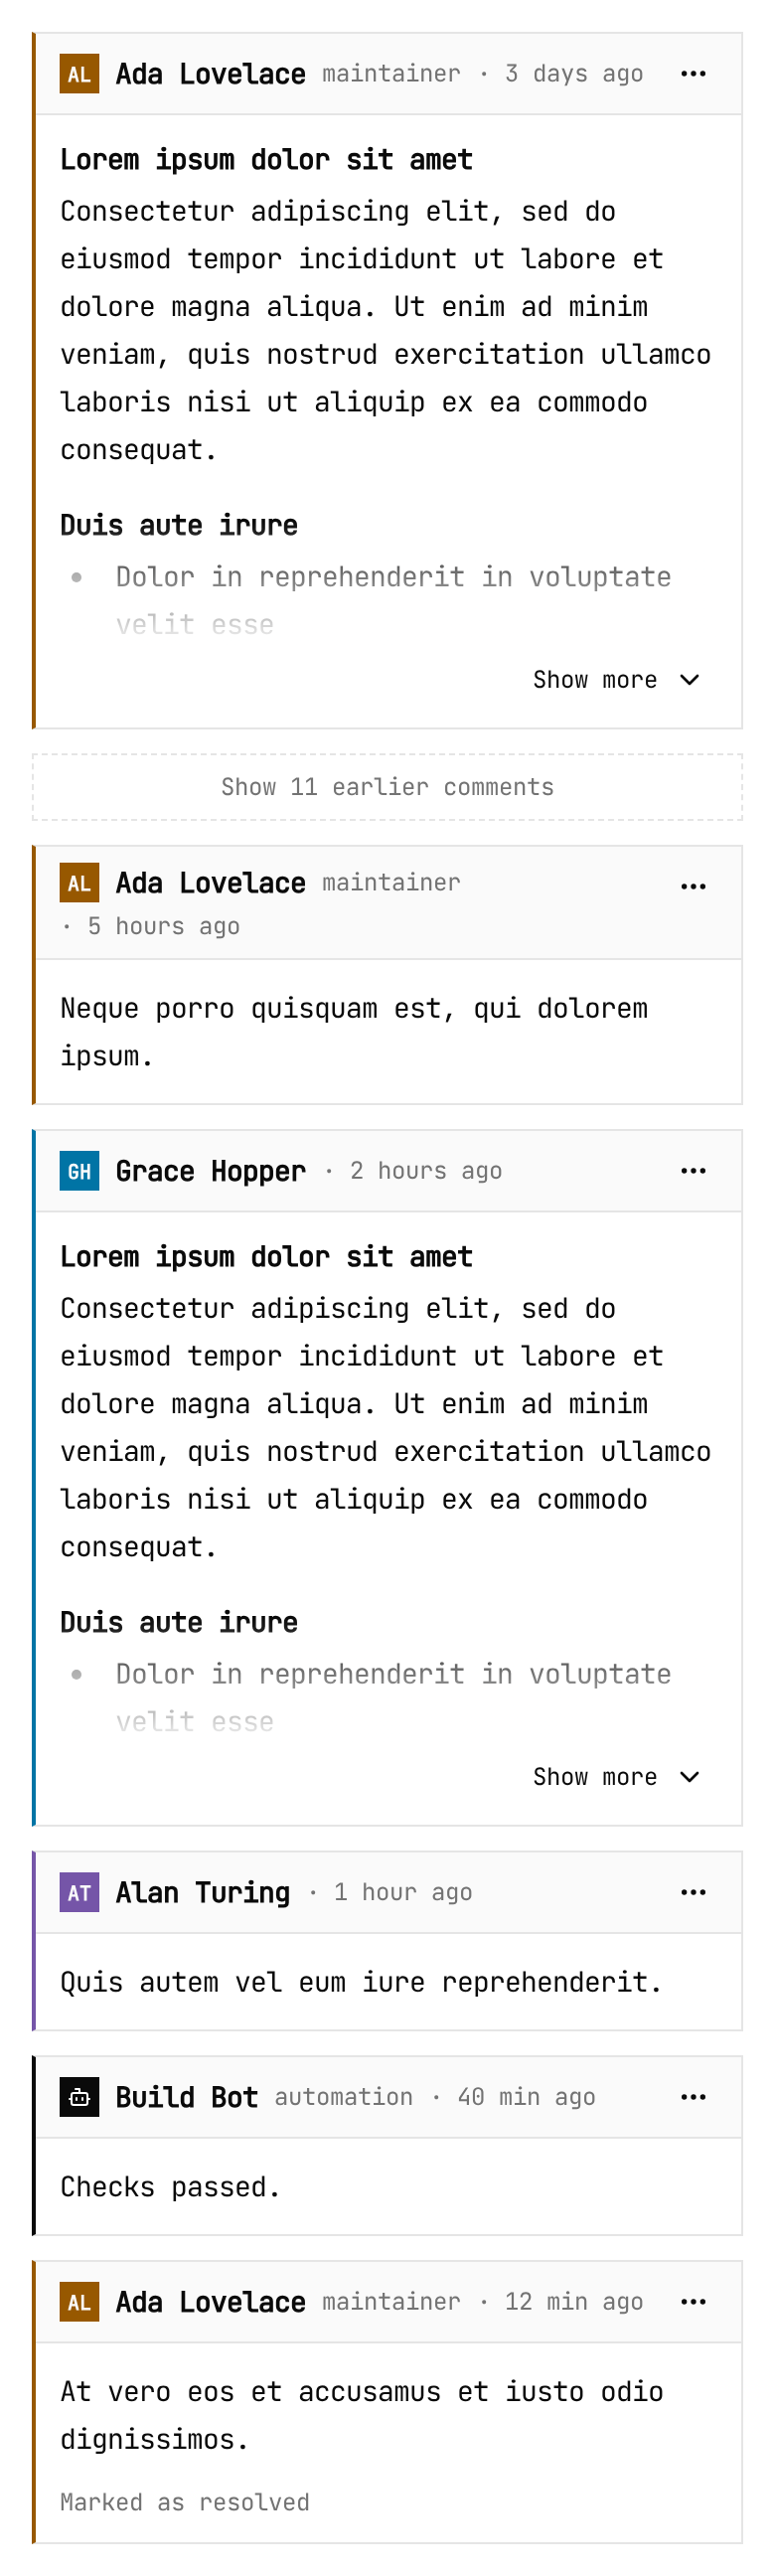 AL Ada Lovelace maintainer · 3 days ago
Lorem ipsum dolor sit amet
Consectetur adipiscing elit, sed do
eiusmod tempor incididunt ut labore et
dolore magna aliqua. Ut enim ad minim
veniam, quis nostrud exercitation ullamco
laboris nisi ut aliquip ex ea commodo
consequat.
Duis aute irure
• Dolor in reprehenderit in voluptate
velit esse
Show more
Show 11 earlier comments
AL Ada Lovelace maintainer
· 5 hours ago
Neque porro quisquam est, qui dolorem
ipsum.
GH Grace Hopper · 2 hours ago
Lorem ipsum dolor sit amet
Consectetur adipiscing elit, sed do
eiusmod tempor incididunt ut labore et
dolore magna aliqua. Ut enim ad minim
veniam, quis nostrud exercitation ullamco
laboris nisi ut aliquip ex ea commodo
consequat.
Duis aute irure
• Dolor in reprehenderit in voluptate
velit esse
Show more
AT Alan Turing · 1 hour ago
Quis autem vel eum iure reprehenderit.
Build Bot automation · 40 min ago
Checks passed.
AL Ada Lovelace maintainer · 12 min ago
At vero eos et accusamus et iusto odio
dignissimos.
Marked as resolved